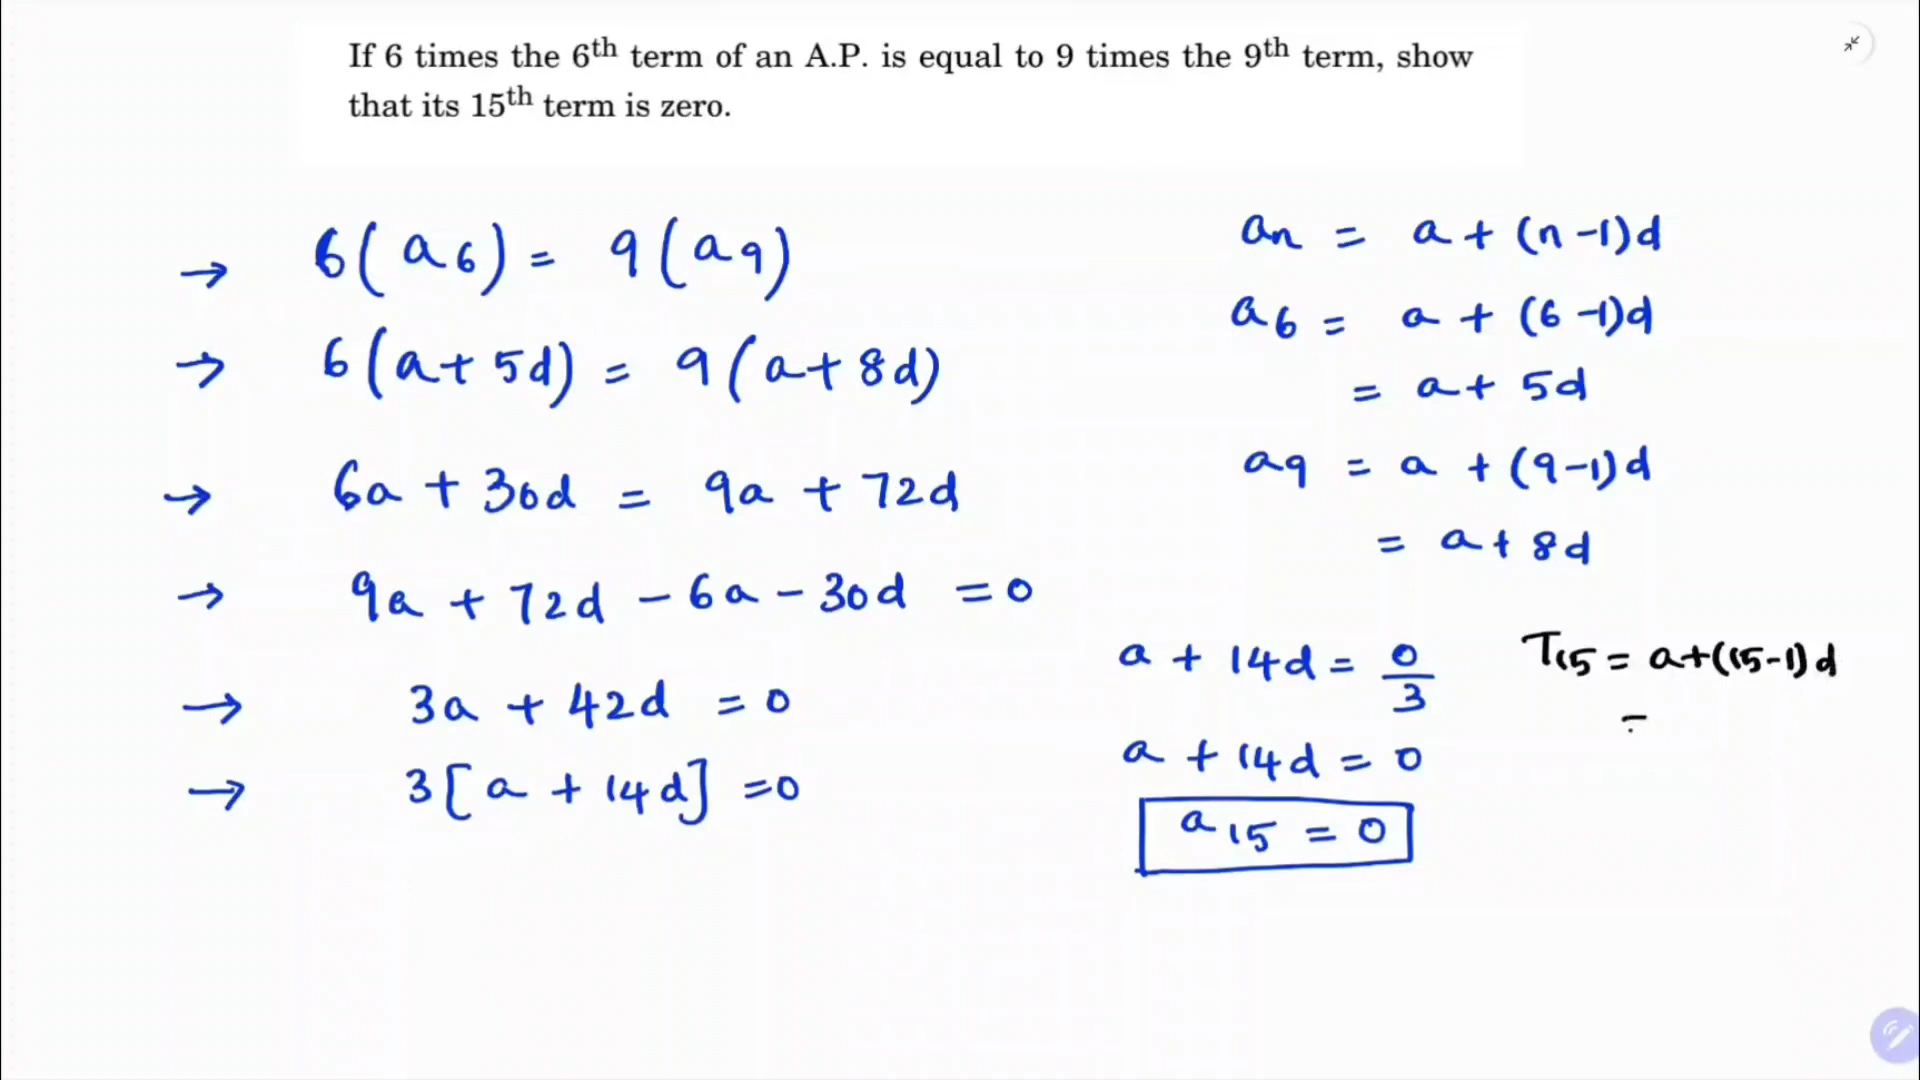 If 6 times the 6th term of an A.P. is equal to 9 times the 9th term, show
that its 15th term is zero.
→ 6(a6) = 9(a9)
→ 6(a+5d) = 9(a+8d)
→ 6a + 30d = 9a + 72d
→ 9a + 72d - 6a - 30d = 0
→ 3a + 42d = 0
→ 3[a + 14d] = 0
an = a + (n-1)d
a6 = a + (6-1)d
= a + 5d
a9 = a + (9-1)d
= a + 8d
a + 14d = 0/3
a + 14d = 0
a15 = 0
T15 = a+(15-1)d
=